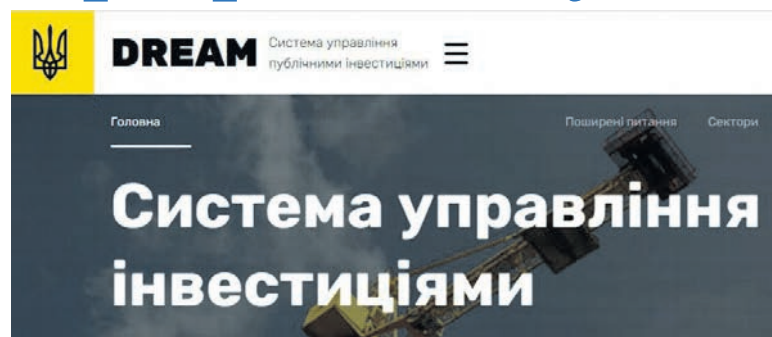 DREAM
Система управління
публічними інвестиціями
Головна
Поширені питання
Сектори
Система управління
інвестиціями